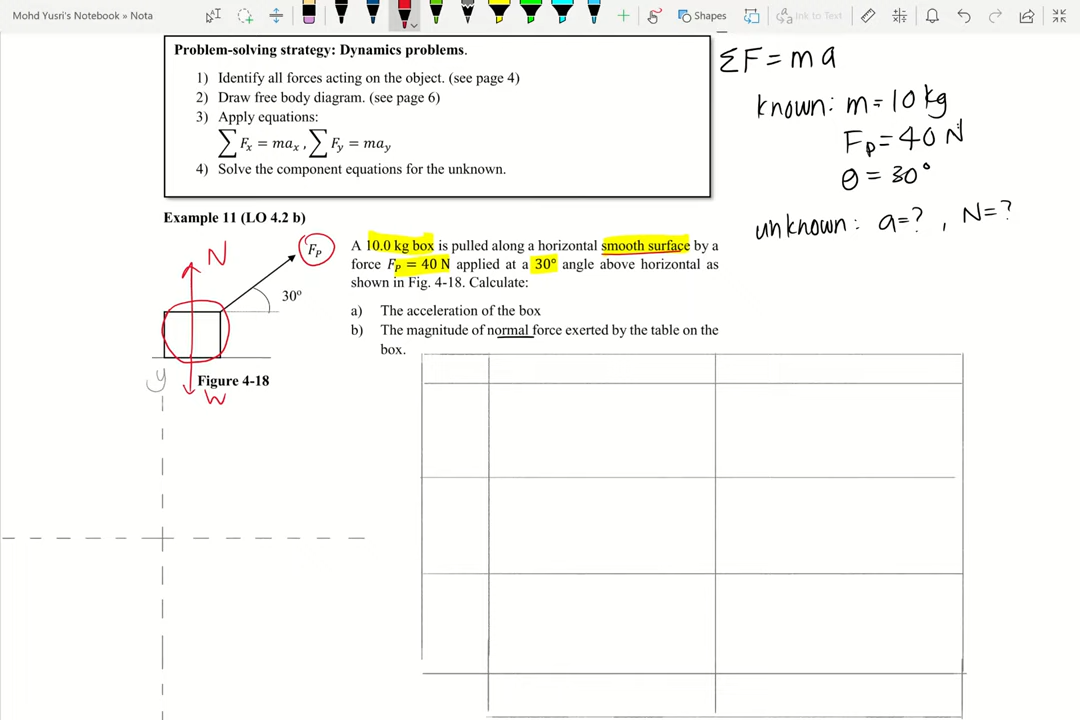 Mohd Yusri's Notebook » Nota
Shapes
Ink to Text
Problem-solving strategy: Dynamics problems.
1) Identify all forces acting on the object. (see page 4)
2) Draw free body diagram. (see page 6)
3) Apply equations:
∑ Fx = max , ∑ Fy = may
4) Solve the component equations for the unknown.
ΣF = ma
known: m = 10 kg
Fp = 40 N
θ = 30°
unknown: a = ? , N = ?
Example 11 (LO 4.2 b)
N
FP
30°
W
Figure 4-18
y
A 10.0 kg box is pulled along a horizontal smooth surface by a
force FP = 40 N applied at a 30° angle above horizontal as
shown in Fig. 4-18. Calculate:
a) The acceleration of the box
b) The magnitude of normal force exerted by the table on the
box.